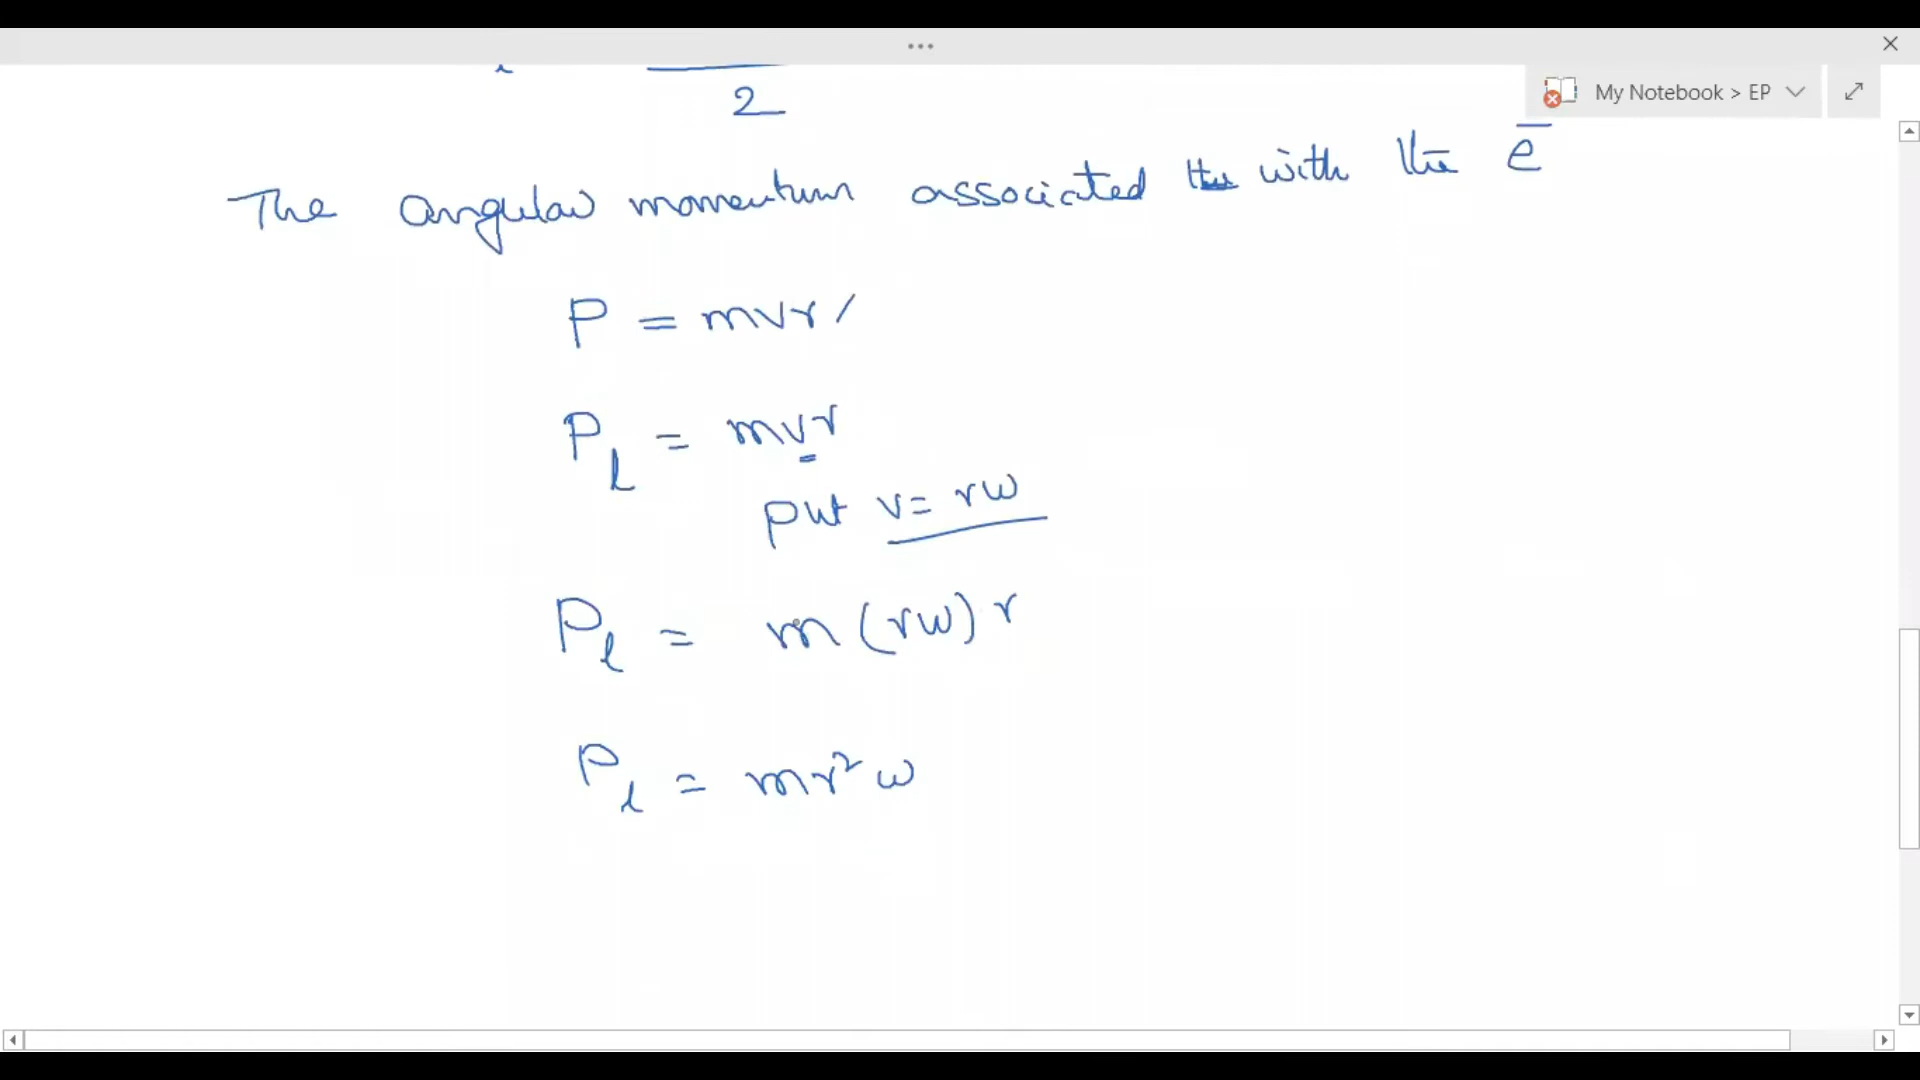 ...
My Notebook > EP
2
The angular momentum associated the with the e̅
P = mvr /
P_l = mvr
put v = rω
P_l = m (rω) r
P_l = mr²ω